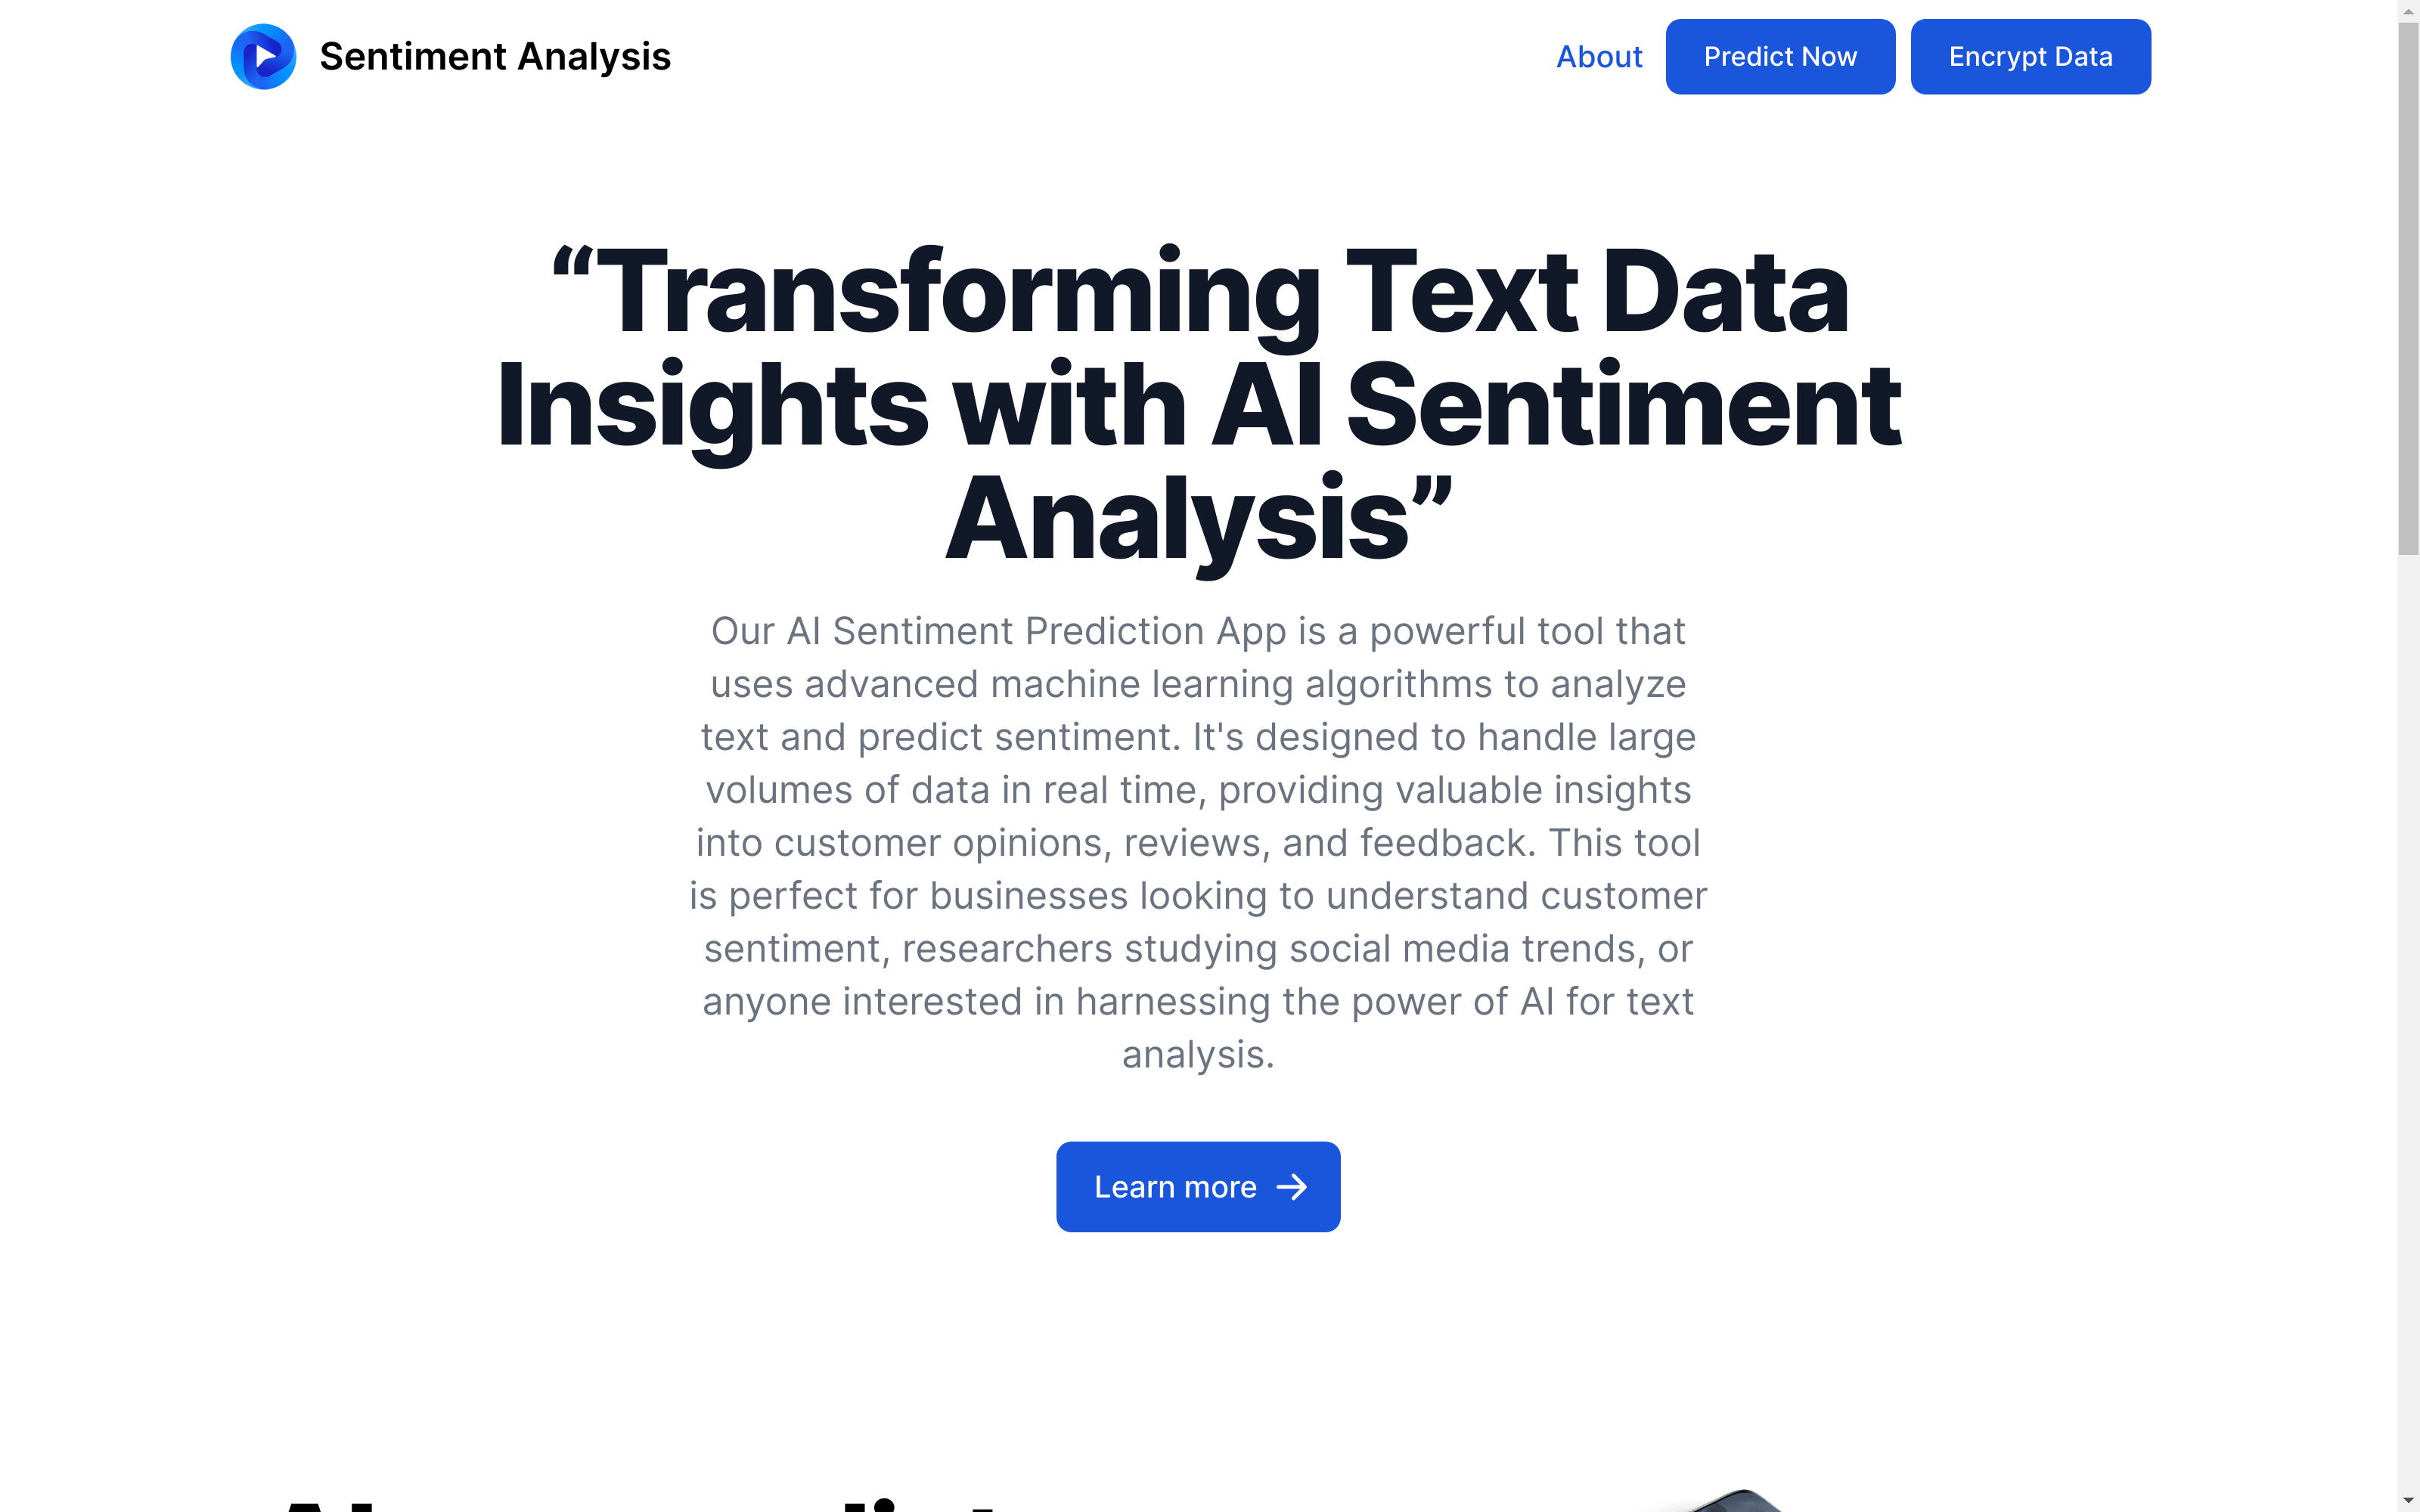 Sentiment Analysis
About
Predict Now
Encrypt Data
“Transforming Text Data
Insights with AI Sentiment
Analysis”
Our AI Sentiment Prediction App is a powerful tool that
uses advanced machine learning algorithms to analyze
text and predict sentiment. It's designed to handle large
volumes of data in real time, providing valuable insights
into customer opinions, reviews, and feedback. This tool
is perfect for businesses looking to understand customer
sentiment, researchers studying social media trends, or
anyone interested in harnessing the power of AI for text
analysis.
Learn more